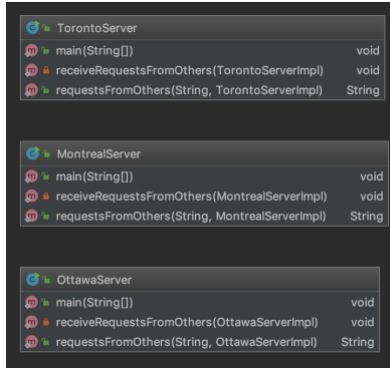 TorontoServer
main(String[]) void
receiveRequestsFromOthers(TorontoServerImpl) void
requestsFromOthers(String, TorontoServerImpl) String
MontrealServer
main(String[]) void
receiveRequestsFromOthers(MontrealServerImpl) void
requestsFromOthers(String, MontrealServerImpl) String
OttawaServer
main(String[]) void
receiveRequestsFromOthers(OttawaServerImpl) void
requestsFromOthers(String, OttawaServerImpl) String